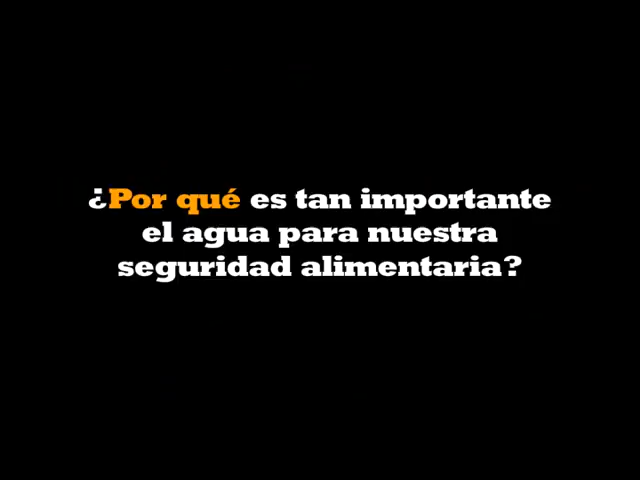 ¿Por qué es tan importante
el agua para nuestra
seguridad alimentaria?